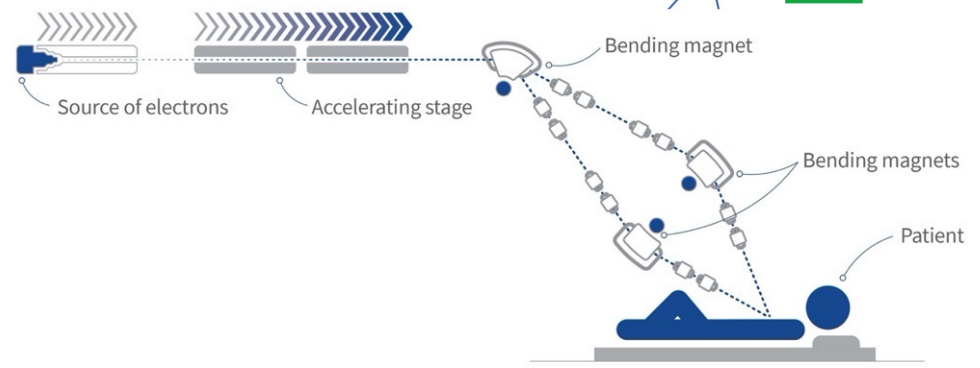 Bending magnet
Source of electrons
Accelerating stage
Bending magnets
Patient